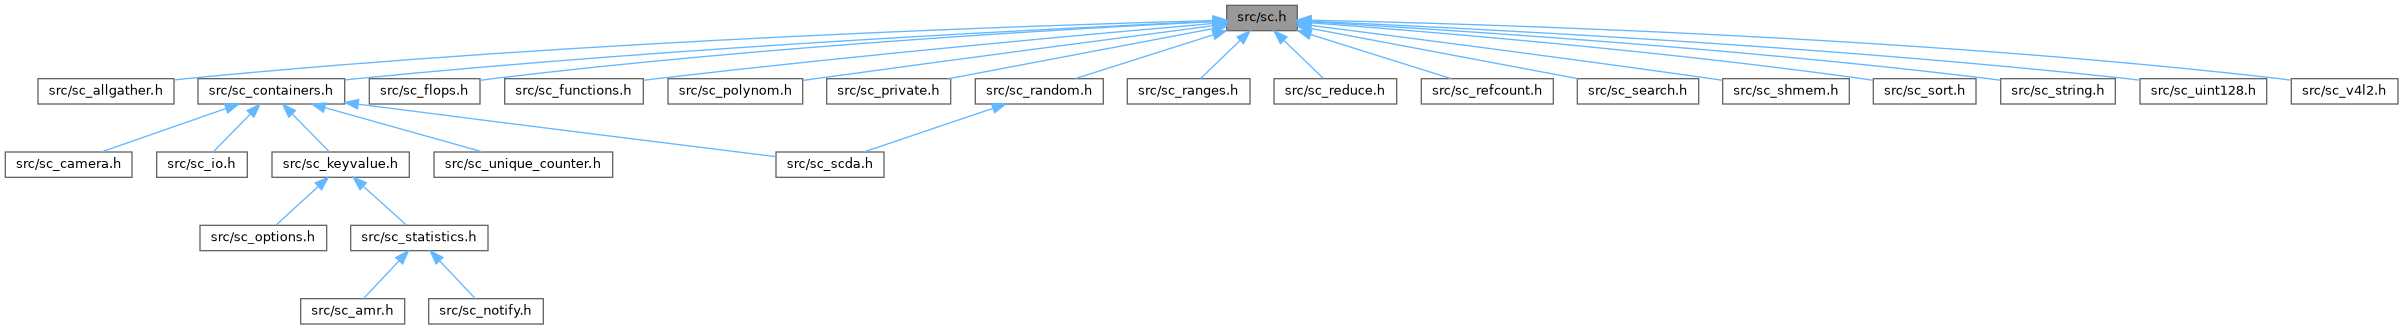 src/sc.h
src/sc_allgather.h
src/sc_containers.h
src/sc_flops.h
src/sc_functions.h
src/sc_polynom.h
src/sc_private.h
src/sc_random.h
src/sc_ranges.h
src/sc_reduce.h
src/sc_refcount.h
src/sc_search.h
src/sc_shmem.h
src/sc_sort.h
src/sc_string.h
src/sc_uint128.h
src/sc_v4l2.h
src/sc_camera.h
src/sc_io.h
src/sc_keyvalue.h
src/sc_unique_counter.h
src/sc_scda.h
src/sc_options.h
src/sc_statistics.h
src/sc_amr.h
src/sc_notify.h